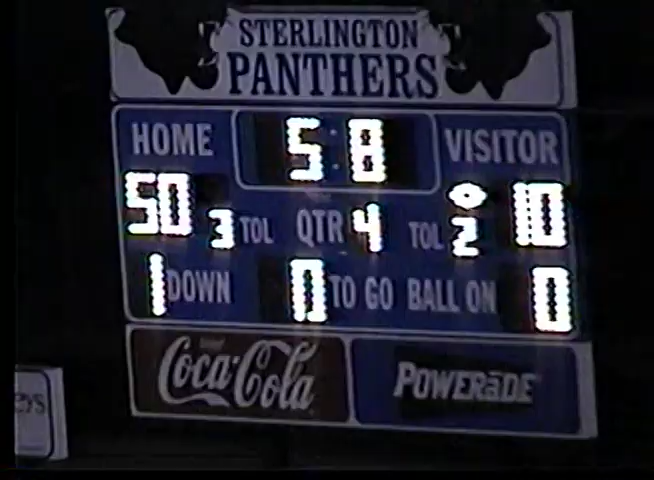 STERLINGTON
PANTHERS
HOME 5:8 VISITOR
50 3 TOL QTR 4 TOL 2 10
1 DOWN 0 TO GO BALL ON 0
Coca-Cola POWERaDE